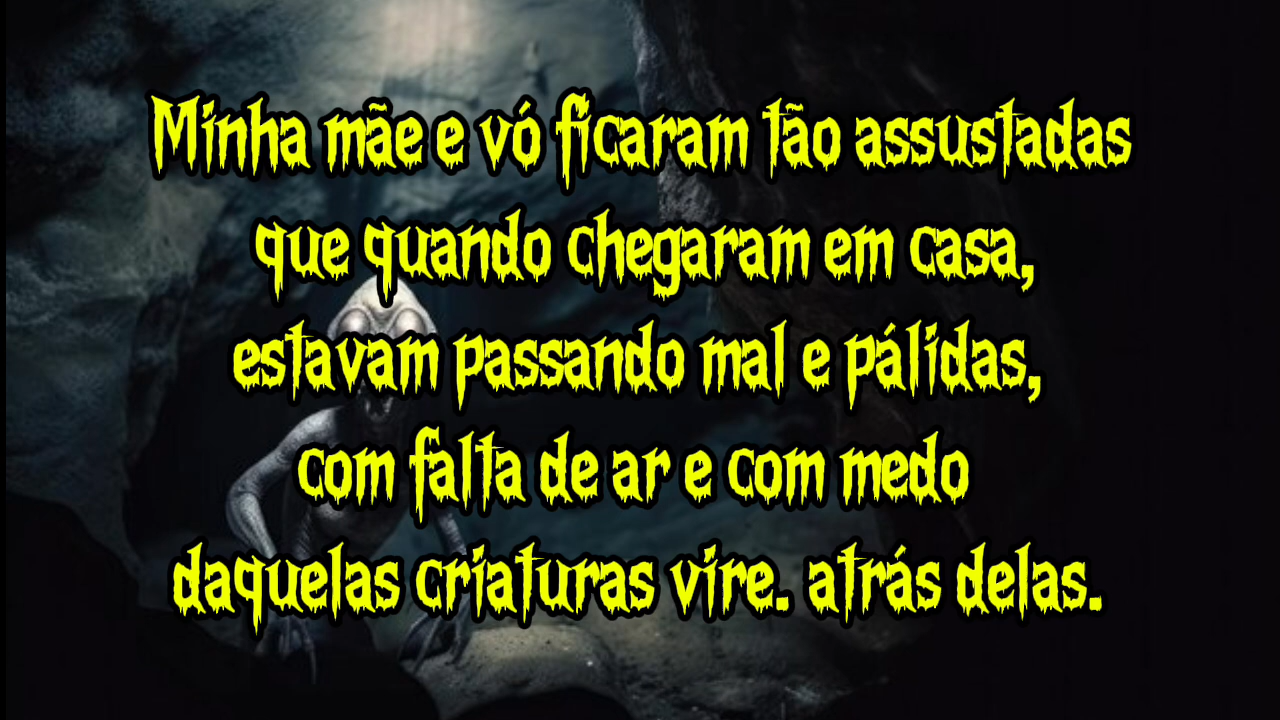 Minha mãe e vó ficaram tão assustadas
que quando chegaram em casa,
estavam passando mal e pálidas,
com falta de ar e com medo
daquelas criaturas vire. atrás delas.